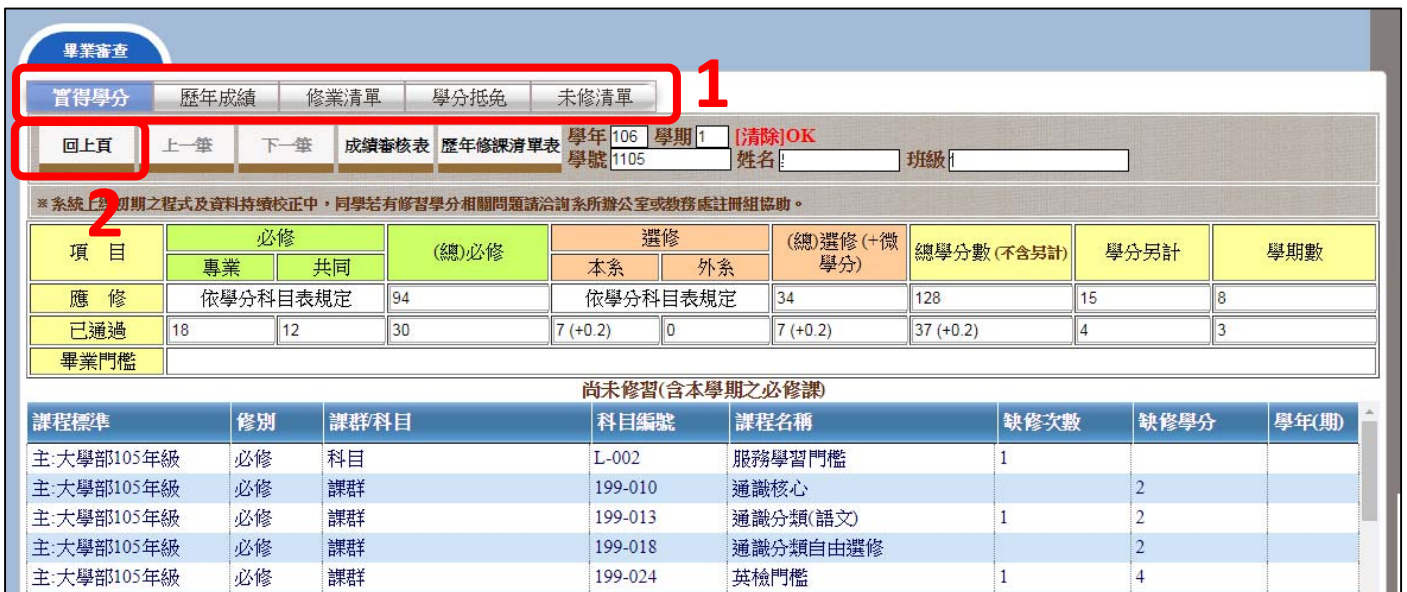 畢業審查
實得學分 歷年成績 修業清單 學分抵免 未修清單 1
回上頁 上一筆 下一筆 成績審核表 歷年修課清單表 學年 106 學期 1 [清除]OK
學號 1105 姓名 班級
2
※系統上線初期之程式及資料持續校正中，同學若有修習學分相關問題請洽詢系所辦公室或教務處註冊組協助。
項 目 必修 (總)必修 選修 (總)選修(+微學分) 總學分數(不含另計) 學分另計 學期數
專業 共同 本系 外系
應 修 依學分科目表規定 94 依學分科目表規定 34 128 15 8
已通過 18 12 30 7 (+0.2) 0 7 (+0.2) 37 (+0.2) 4 3
畢業門檻
尚未修習(含本學期之必修課)
課程標準 修別 課群/科目 科目編號 課程名稱 缺修次數 缺修學分 學年(期)
主:大學部105年級 必修 科目 L-002 服務學習門檻 1
主:大學部105年級 必修 課群 199-010 通識核心 2
主:大學部105年級 必修 課群 199-013 通識分類(語文) 1 2
主:大學部105年級 必修 課群 199-018 通識分類自由選修 2
主:大學部105年級 必修 課群 199-024 英檢門檻 1 4